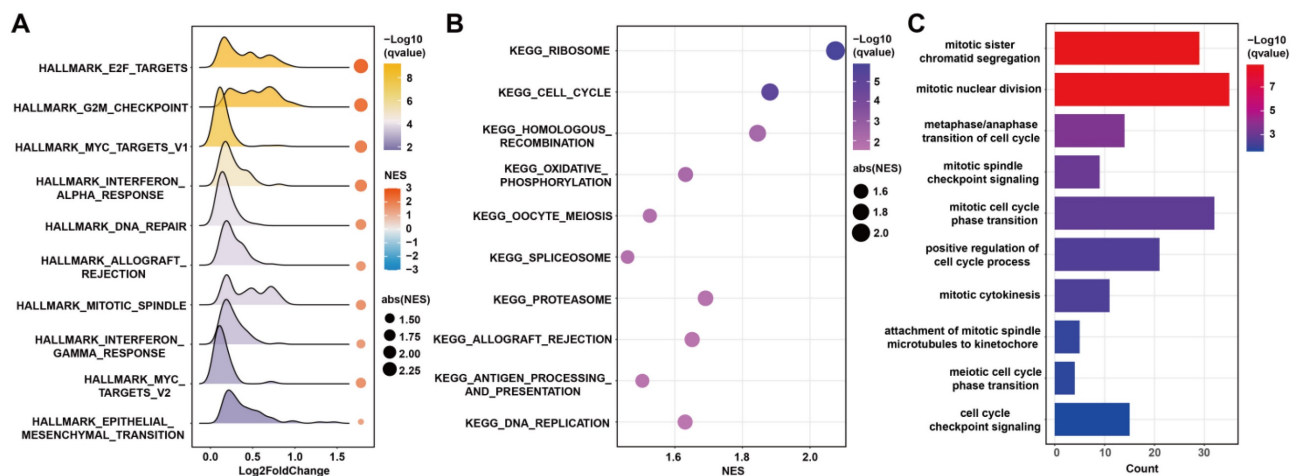 A
HALLMARK_E2F_TARGETS
HALLMARK_G2M_CHECKPOINT
HALLMARK_MYC_TARGETS_V1
HALLMARK_INTERFERON_
ALPHA_RESPONSE
HALLMARK_DNA_REPAIR
HALLMARK_ALLOGRAFT_
REJECTION
HALLMARK_MITOTIC_SPINDLE
HALLMARK_INTERFERON_
GAMMA_RESPONSE
HALLMARK_MYC_
TARGETS_V2
HALLMARK_EPITHELIAL_
MESENCHYMAL_TRANSITION
0.0 0.5 1.0 1.5
Log2FoldChange
−Log10
(qvalue)
8
6
4
2
NES
3
2
1
0
−1
−2
−3
abs(NES)
1.50
1.75
2.00
2.25
B
KEGG_RIBOSOME
KEGG_CELL_CYCLE
KEGG_HOMOLOGOUS_
RECOMBINATION
KEGG_OXIDATIVE_
PHOSPHORYLATION
KEGG_OOCYTE_MEIOSIS
KEGG_SPLICEOSOME
KEGG_PROTEASOME
KEGG_ALLOGRAFT_REJECTION
KEGG_ANTIGEN_PROCESSING_
AND_PRESENTATION
KEGG_DNA_REPLICATION
1.6 1.8 2.0
NES
−Log10
(qvalue)
5
4
3
2
abs(NES)
1.6
1.8
2.0
C
mitotic sister
chromatid segregation
mitotic nuclear division
metaphase/anaphase
transition of cell cycle
mitotic spindle
checkpoint signaling
mitotic cell cycle
phase transition
positive regulation of
cell cycle process
mitotic cytokinesis
attachment of mitotic spindle
microtubules to kinetochore
meiotic cell cycle
phase transition
cell cycle
checkpoint signaling
0 10 20 30
Count
−Log10
(qvalue)
7
5
3